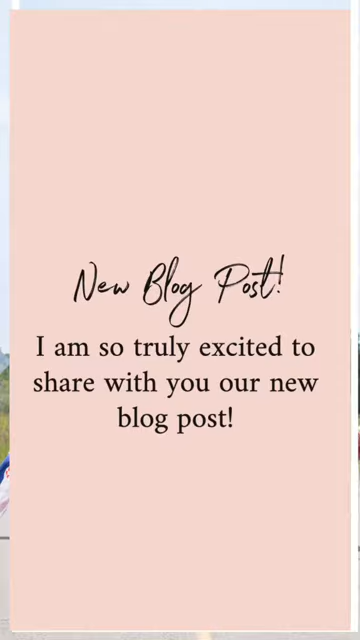 New Blog Post!
I am so truly excited to
share with you our new
blog post!